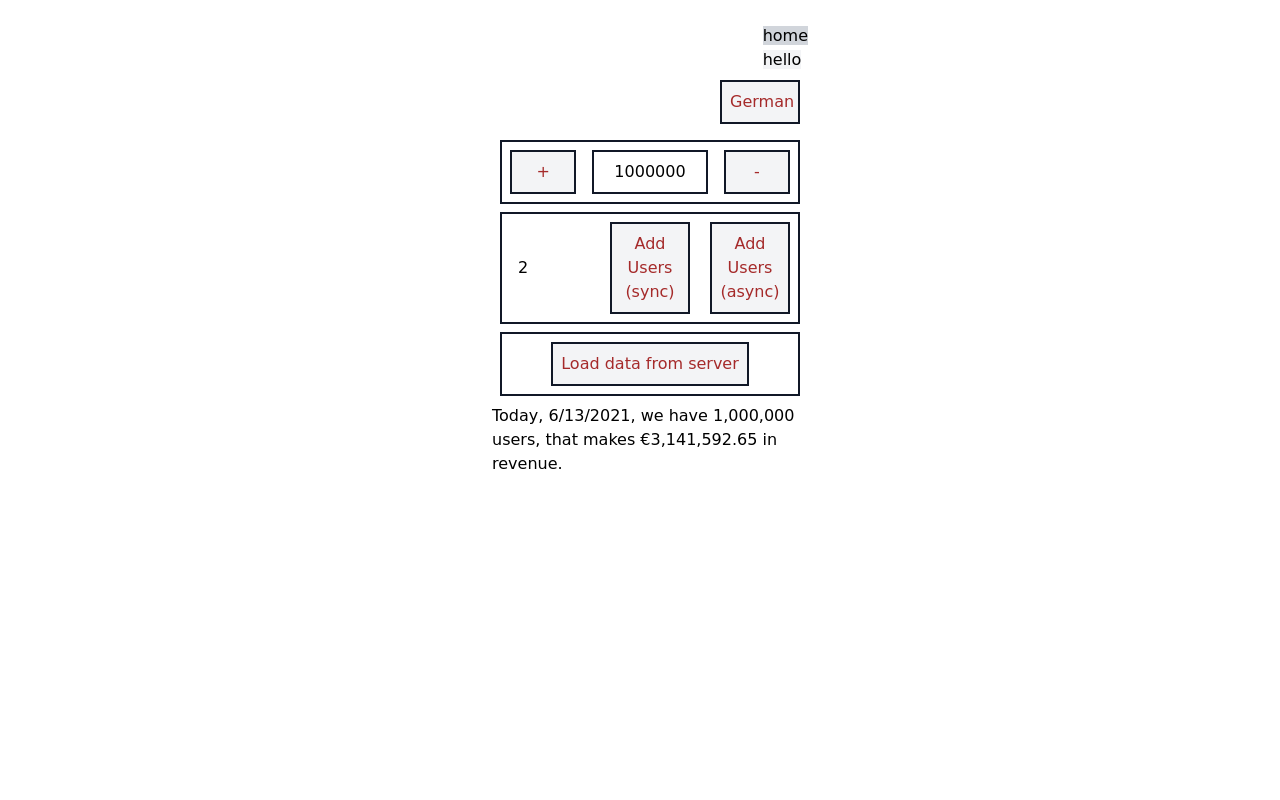 home
hello
German
+ 1000000 -
2
Add Users (sync)
Add Users (async)
Load data from server
Today, 6/13/2021, we have 1,000,000
users, that makes €3,141,592.65 in
revenue.